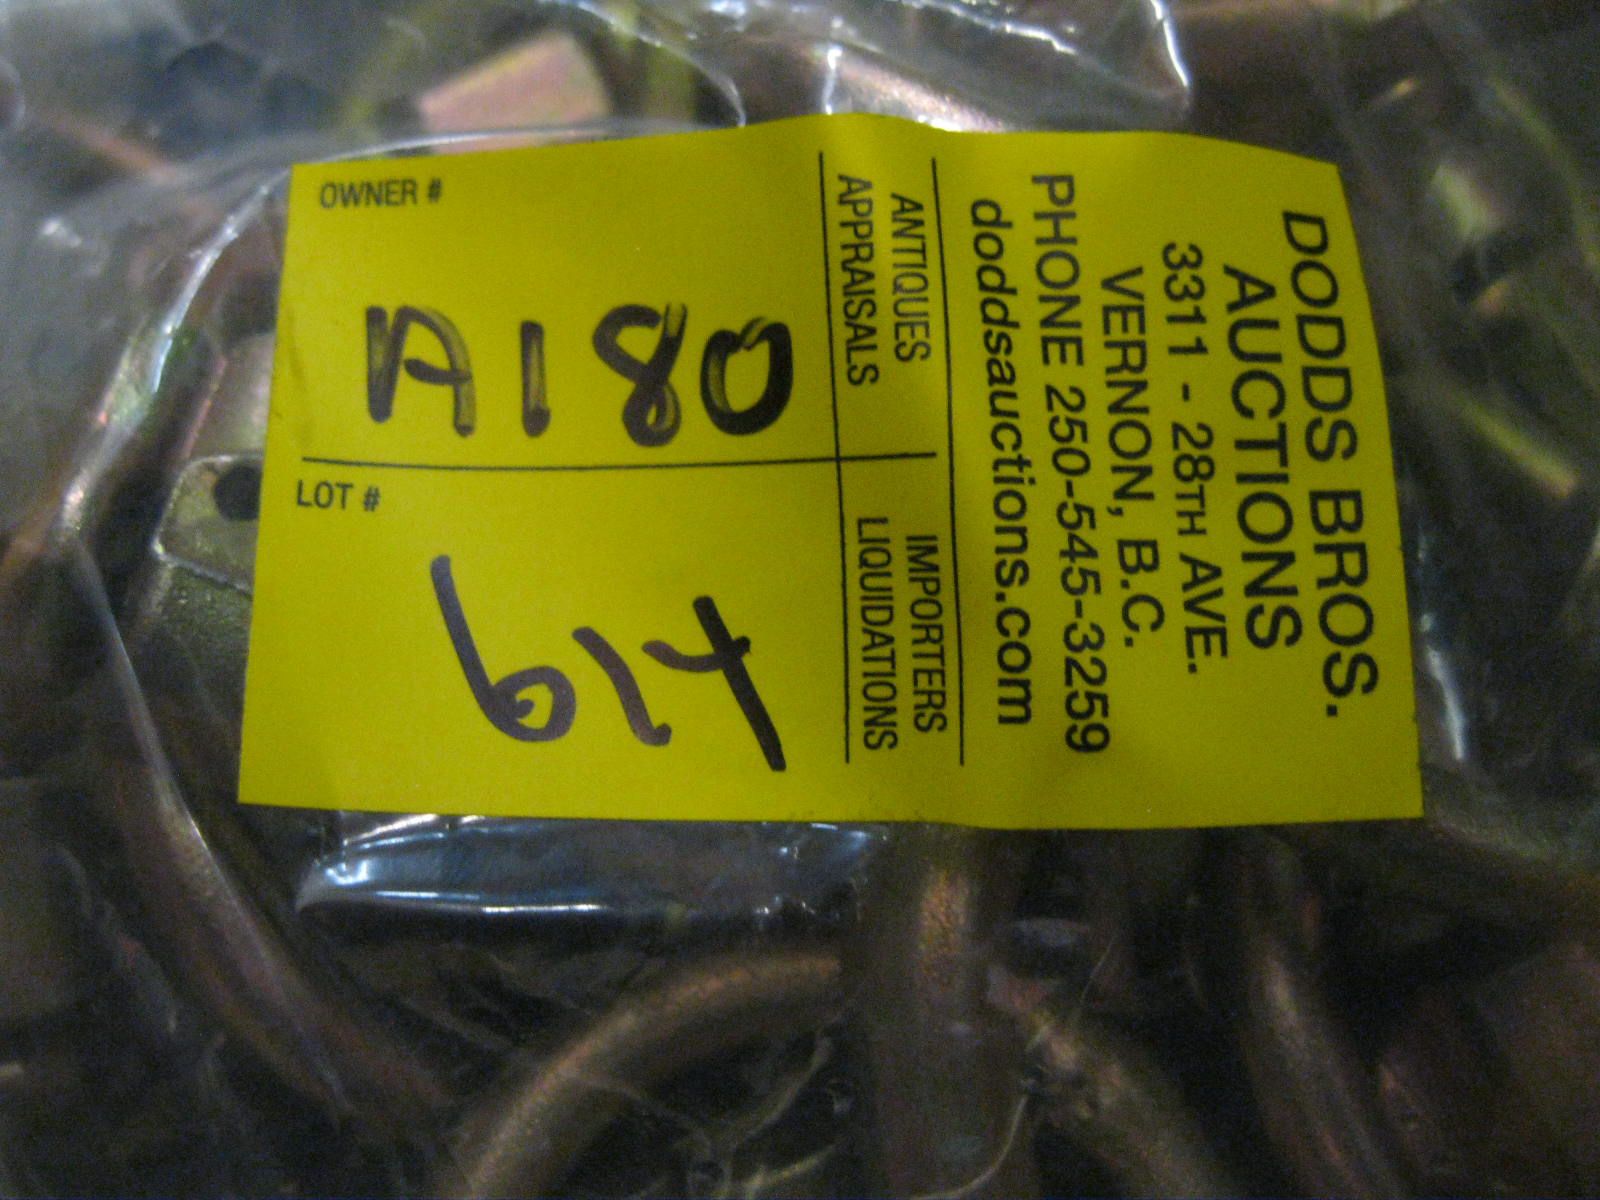 DODDS BROS.
AUCTIONS
3311 - 28TH AVE.
VERNON, B.C.
PHONE 250-545-3259
doddsauctions.com
ANTIQUES
APPRAISALS
IMPORTERS
LIQUIDATIONS
OWNER #
A180
LOT #